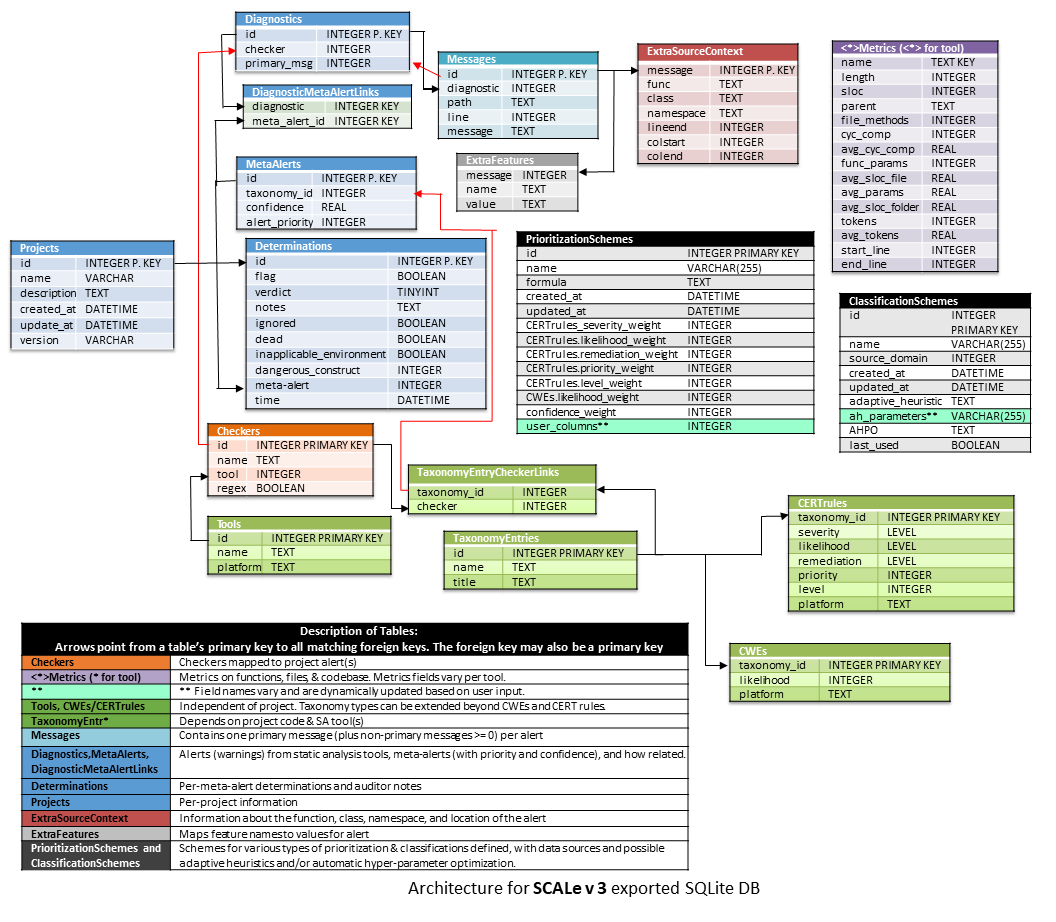 Diagnostics
id INTEGER P. KEY
checker INTEGER
primary_msg INTEGER
DiagnosticMetaAlertLinks
diagnostic INTEGER KEY
meta_alert_id INTEGER KEY
Messages
id INTEGER P. KEY
diagnostic INTEGER
path TEXT
line INTEGER
message TEXT
ExtraSourceContext
message INTEGER P. KEY
func TEXT
class TEXT
namespace TEXT
lineend INTEGER
colstart INTEGER
colend INTEGER
<*>Metrics (<*> for tool)
name TEXT KEY
length INTEGER
sloc INTEGER
parent TEXT
file_methods INTEGER
cyc_comp INTEGER
avg_cyc_comp REAL
func_params INTEGER
avg_sloc_file REAL
avg_params REAL
avg_sloc_folder REAL
tokens INTEGER
avg_tokens REAL
start_line INTEGER
end_line INTEGER
MetaAlerts
id INTEGER P. KEY
taxonomy_id INTEGER
confidence REAL
alert_priority INTEGER
ExtraFeatures
message INTEGER
name TEXT
value TEXT
Projects
id INTEGER P. KEY
name VARCHAR
description TEXT
created_at DATETIME
update_at DATETIME
version VARCHAR
Determinations
id INTEGER P. KEY
flag BOOLEAN
verdict TINYINT
notes TEXT
ignored BOOLEAN
dead BOOLEAN
inapplicable_environment BOOLEAN
dangerous_construct INTEGER
meta-alert INTEGER
time DATETIME
PrioritizationSchemes
id INTEGER PRIMARY KEY
name VARCHAR(255)
formula TEXT
created_at DATETIME
updated_at DATETIME
CERTrules_severity_weight INTEGER
CERTrules.likelihood_weight INTEGER
CERTrules.remediation_weight INTEGER
CERTrules.priority_weight INTEGER
CERTrules.level_weight INTEGER
CWEs.likelihood_weight INTEGER
confidence_weight INTEGER
user_columns** INTEGER
ClassificationSchemes
id INTEGER
PRIMARY KEY
name VARCHAR(255)
source_domain INTEGER
created_at DATETIME
updated_at DATETIME
adaptive_heuristic TEXT
ah_parameters** VARCHAR(255)
AHPO TEXT
last_used BOOLEAN
Checkers
id INTEGER PRIMARY KEY
name TEXT
tool INTEGER
regex BOOLEAN
Tools
id INTEGER PRIMARY KEY
name TEXT
platform TEXT
TaxonomyEntryCheckerLinks
taxonomy_id INTEGER
checker INTEGER
TaxonomyEntries
id INTEGER PRIMARY KEY
name TEXT
title TEXT
CERTrules
taxonomy_id INTEGER PRIMARY KEY
severity LEVEL
likelihood LEVEL
remediation LEVEL
priority INTEGER
level INTEGER
platform TEXT
CWEs
taxonomy_id INTEGER PRIMARY KEY
likelihood INTEGER
platform TEXT
Description of Tables:
Arrows point from a table's primary key to all matching foreign keys. The foreign key may also be a primary key
Checkers Checkers mapped to project alert(s)
<*>Metrics (* for tool) Metrics on functions, files, & codebase. Metrics fields vary per tool.
** ** Field names vary and are dynamically updated based on user input.
Tools, CWEs/CERTrules Independent of project. Taxonomy types can be extended beyond CWEs and CERT rules.
TaxonomyEntr* Depends on project code & SA tool(s)
Messages Contains one primary message (plus non-primary messages >= 0) per alert
Diagnostics,MetaAlerts, Alerts (warnings) from static analysis tools, meta-alerts (with priority and confidence), and how related.
DiagnosticMetaAlertLinks
Determinations Per-meta-alert determinations and auditor notes
Projects Per-project information
ExtraSourceContext Information about the function, class, namespace, and location of the alert
ExtraFeatures Maps feature names to values for alert
PrioritizationSchemes and Schemes for various types of prioritization & classifications defined, with data sources and possible
ClassificationSchemes adaptive heuristics and/or automatic hyper-parameter optimization.
Architecture for SCALe v 3 exported SQLite DB